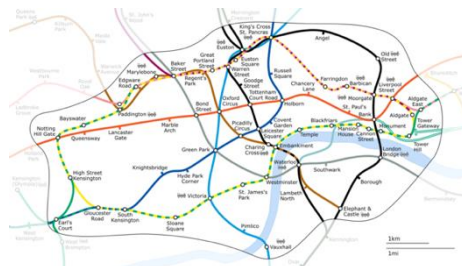 King's Cross
St. Pancras
Angel
Euston
Great
Portland
Street
Baker
Street
Marylebone
Regent's
Park
Euston
Square
Warren
Street
Old
Street
Edgware
Road
Goodge
Street
Russell
Square
Farringdon
Barbican
Liverpool
Street
Paddington
Tottenham
Court Road
Chancery
Lane
Moorgate
Aldgate
East
Bayswater
Bond
Street
Oxford
Circus
Holborn
St. Paul's
Bank
Aldgate
Notting
Hill Gate
Queensway
Lancaster
Gate
Marble
Arch
Covent
Garden
Piccadilly
Circus
Leicester
Square
Blackfriars
Mansion
House
Cannon
Street
Monument
Tower
Gateway
Temple
Tower
Hill
Green Park
Charing
Cross
Embankment
London
Bridge
High Street
Kensington
Knightsbridge
Hyde Park
Corner
Waterloo
Southwark
Westminster
Victoria
St. James's
Park
Lambeth
North
Borough
Earl's
Court
Gloucester
Road
South
Kensington
Sloane
Square
Pimlico
Elephant
& Castle
Vauxhall
1km
1mi